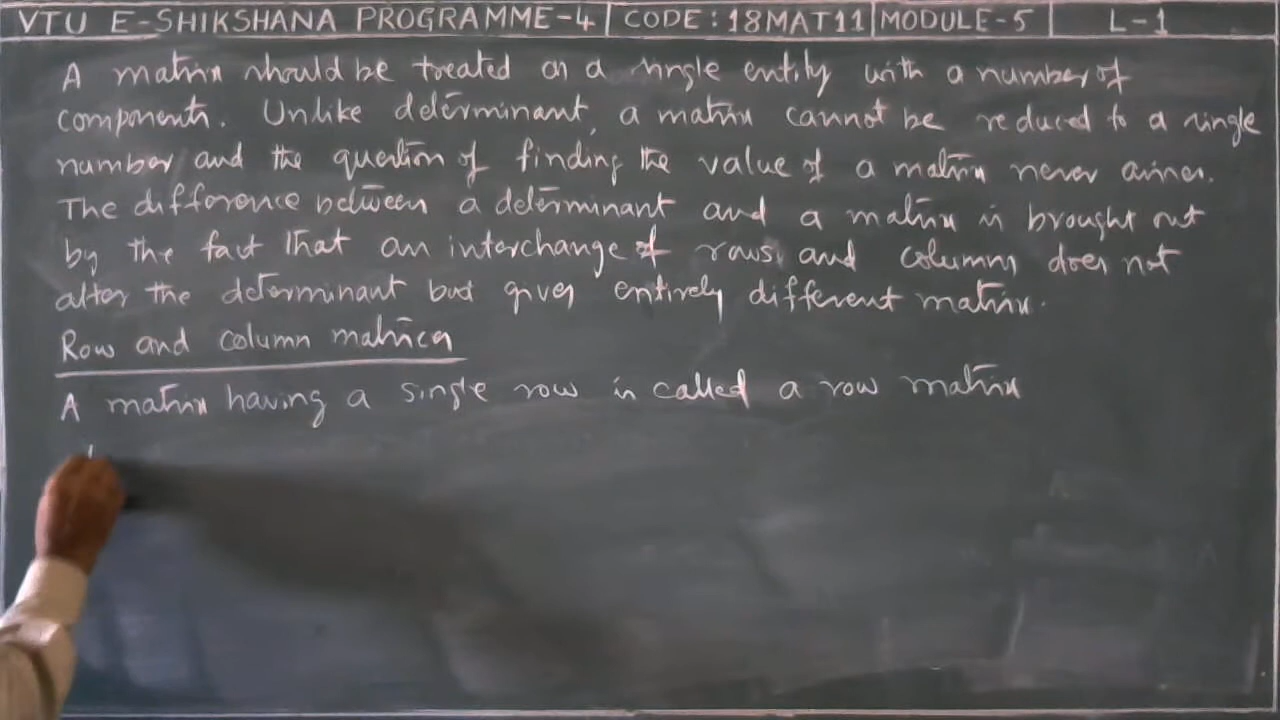 VTU E-SHIKSHANA PROGRAMME-4 | CODE: 18MAT11 | MODULE-5 | L-1
A matrix should be treated as a single entity with a number of
components. Unlike determinant, a matrix cannot be reduced to a single
number and the question of finding the value of a matrix never arises.
The difference between a determinant and a matrix is brought out
by the fact that an interchange of rows and columns does not
alter the determinant but gives entirely different matrix.
Row and column matrices
A matrix having a single row is called a row matrix